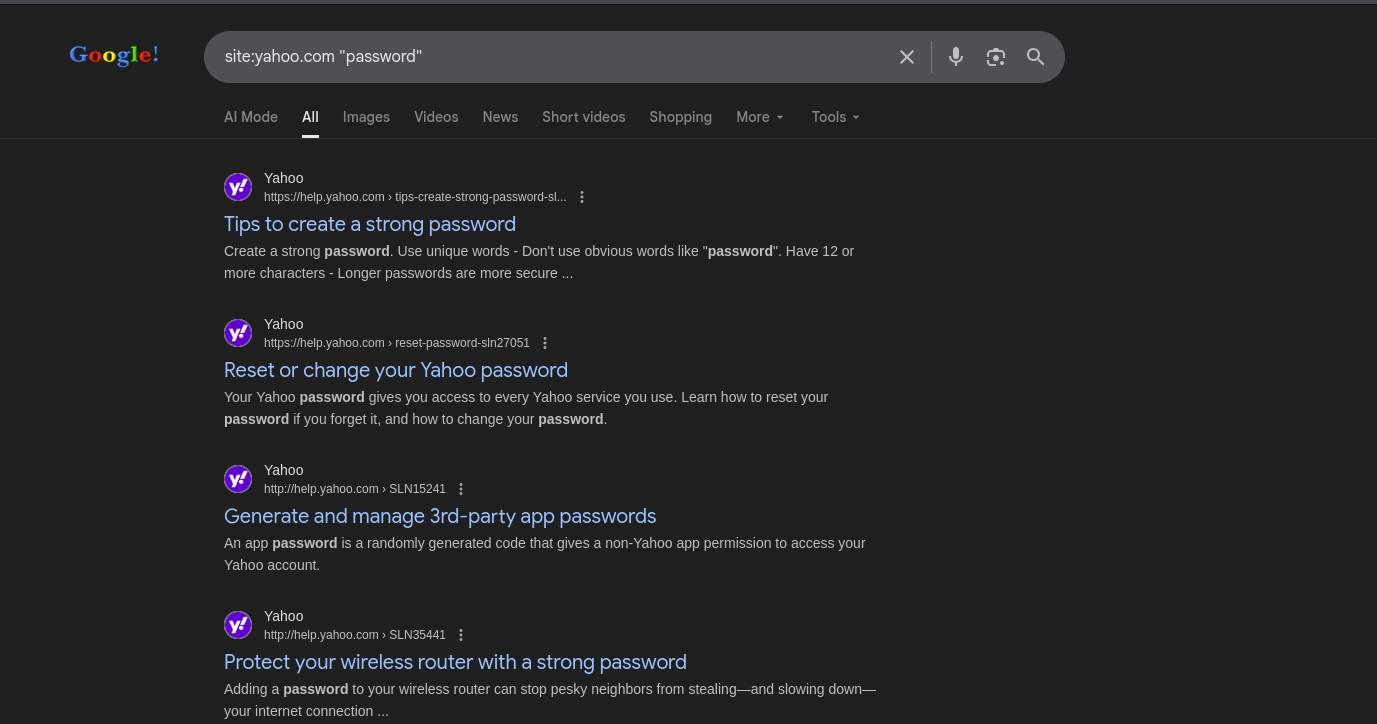 Google!
site:yahoo.com "password"
AI Mode All Images Videos News Short videos Shopping More Tools
y!
Yahoo
https://help.yahoo.com › tips-create-strong-password-sl...
Tips to create a strong password
Create a strong password. Use unique words - Don't use obvious words like "password". Have 12 or
more characters - Longer passwords are more secure ...
y!
Yahoo
https://help.yahoo.com › reset-password-sln27051
Reset or change your Yahoo password
Your Yahoo password gives you access to every Yahoo service you use. Learn how to reset your
password if you forget it, and how to change your password.
y!
Yahoo
http://help.yahoo.com › SLN15241
Generate and manage 3rd-party app passwords
An app password is a randomly generated code that gives a non-Yahoo app permission to access your
Yahoo account.
y!
Yahoo
http://help.yahoo.com › SLN35441
Protect your wireless router with a strong password
Adding a password to your wireless router can stop pesky neighbors from stealing—and slowing down—
your internet connection ...